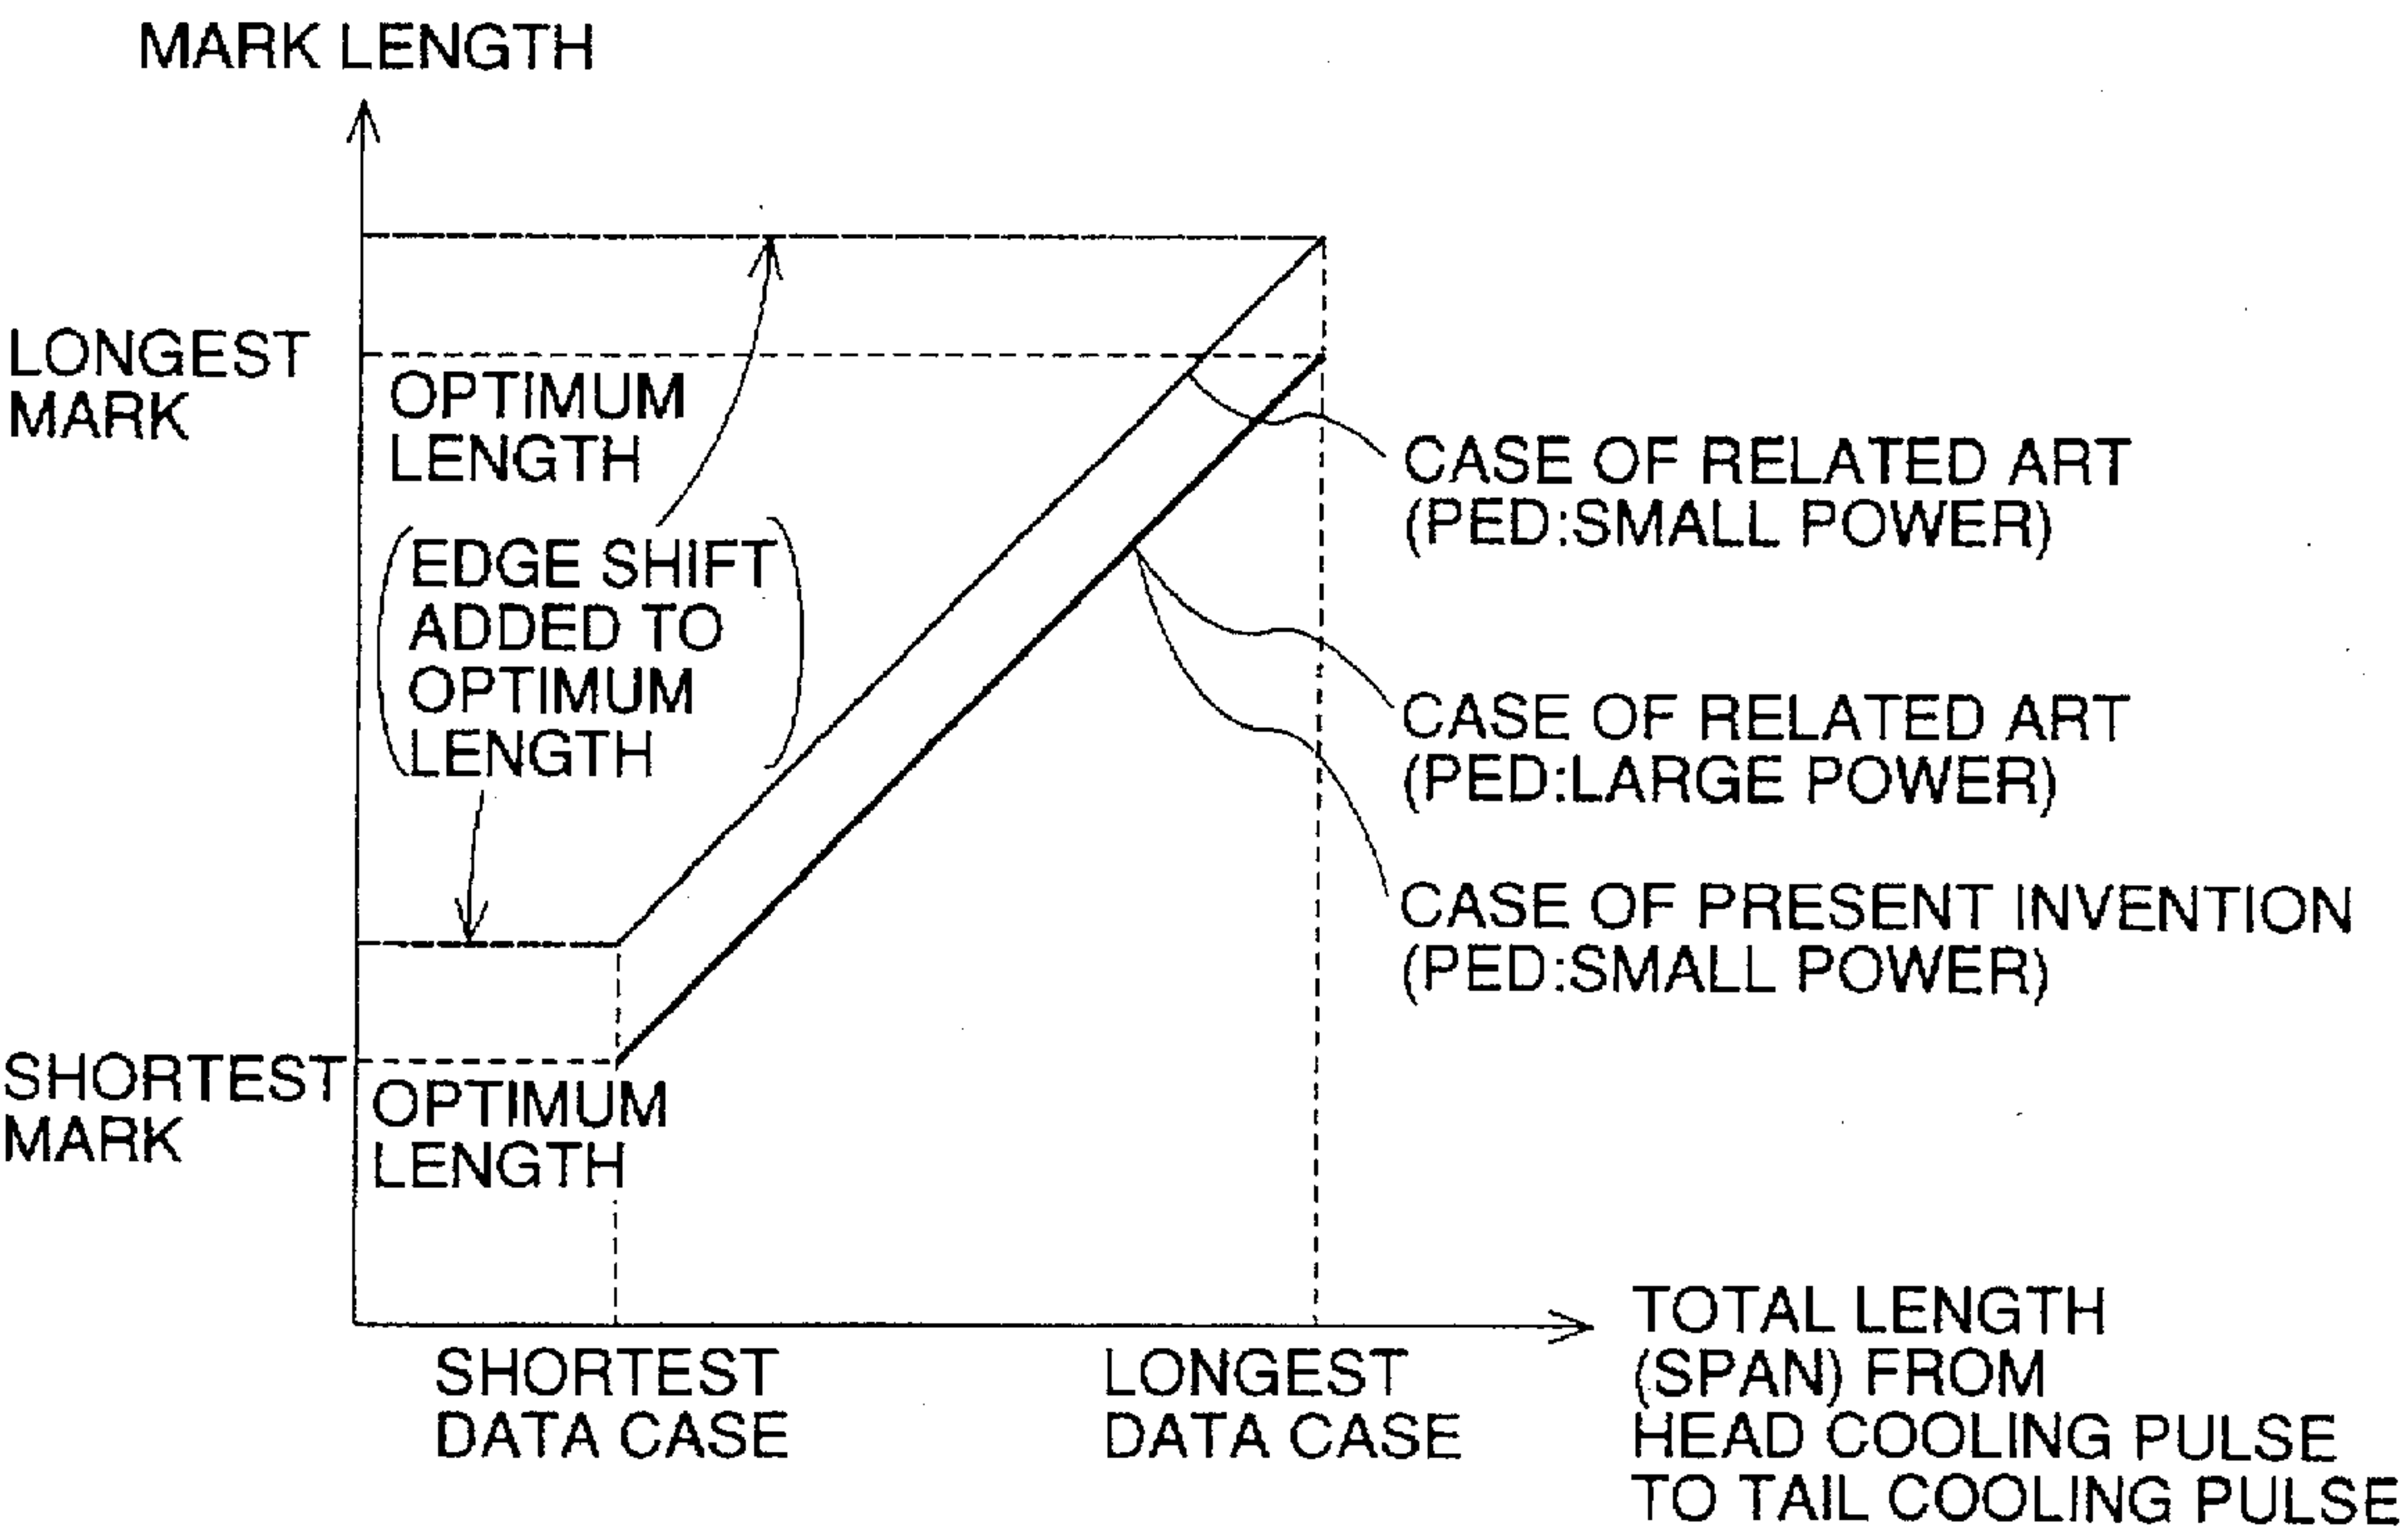 MARK LENGTH
LONGEST
MARK
OPTIMUM
LENGTH
(EDGE SHIFT
ADDED TO
OPTIMUM
LENGTH)
CASE OF RELATED ART
(PED:SMALL POWER)
CASE OF RELATED ART
(PED:LARGE POWER)
CASE OF PRESENT INVENTION
(PED:SMALL POWER)
SHORTEST
MARK
OPTIMUM
LENGTH
SHORTEST
DATA CASE
LONGEST
DATA CASE
TOTAL LENGTH
(SPAN) FROM
HEAD COOLING PULSE
TO TAIL COOLING PULSE